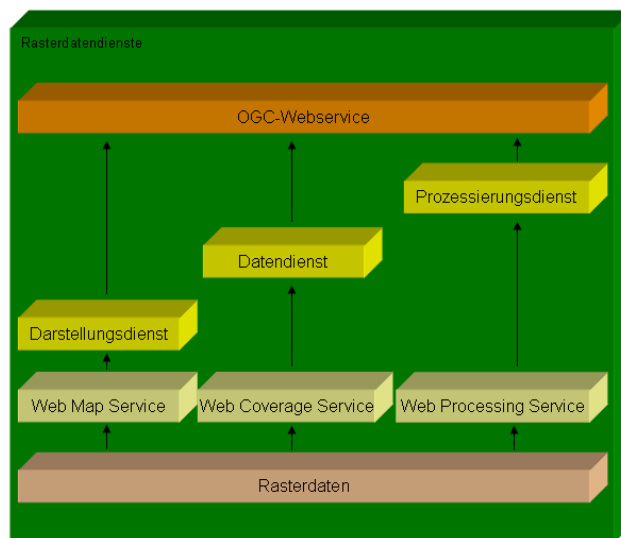 Rasterdatendienste
OGC-Webservice
Prozessierungsdienst
Datendienst
Darstellungsdienst
Web Map Service
Web Coverage Service
Web Processing Service
Rasterdaten